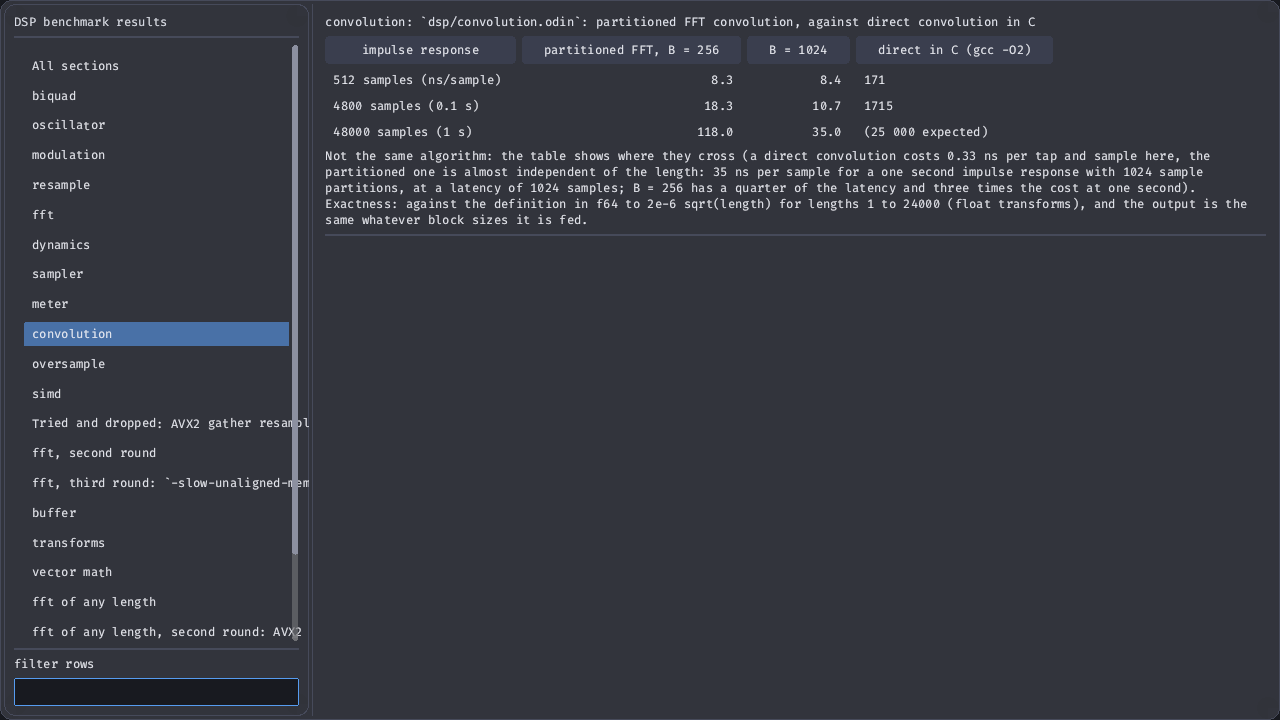 DSP benchmark results
All sections
biquad
oscillator
modulation
resample
fft
dynamics
sampler
meter
convolution
oversample
simd
Tried and dropped: AVX2 gather resampl
fft, second round
fft, third round: `-slow-unaligned-mem
buffer
transforms
vector math
fft of any length
fft of any length, second round: AVX2
filter rows
convolution: `dsp/convolution.odin`: partitioned FFT convolution, against direct convolution in C
impulse response partitioned FFT, B = 256 B = 1024 direct in C (gcc -O2)
512 samples (ns/sample) 8.3 8.4 171
4800 samples (0.1 s) 18.3 10.7 1715
48000 samples (1 s) 118.0 35.0 (25 000 expected)
Not the same algorithm: the table shows where they cross (a direct convolution costs 0.33 ns per tap and sample here, the
partitioned one is almost independent of the length: 35 ns per sample for a one second impulse response with 1024 sample
partitions, at a latency of 1024 samples; B = 256 has a quarter of the latency and three times the cost at one second).
Exactness: against the definition in f64 to 2e-6 sqrt(length) for lengths 1 to 24000 (float transforms), and the output is the
same whatever block sizes it is fed.